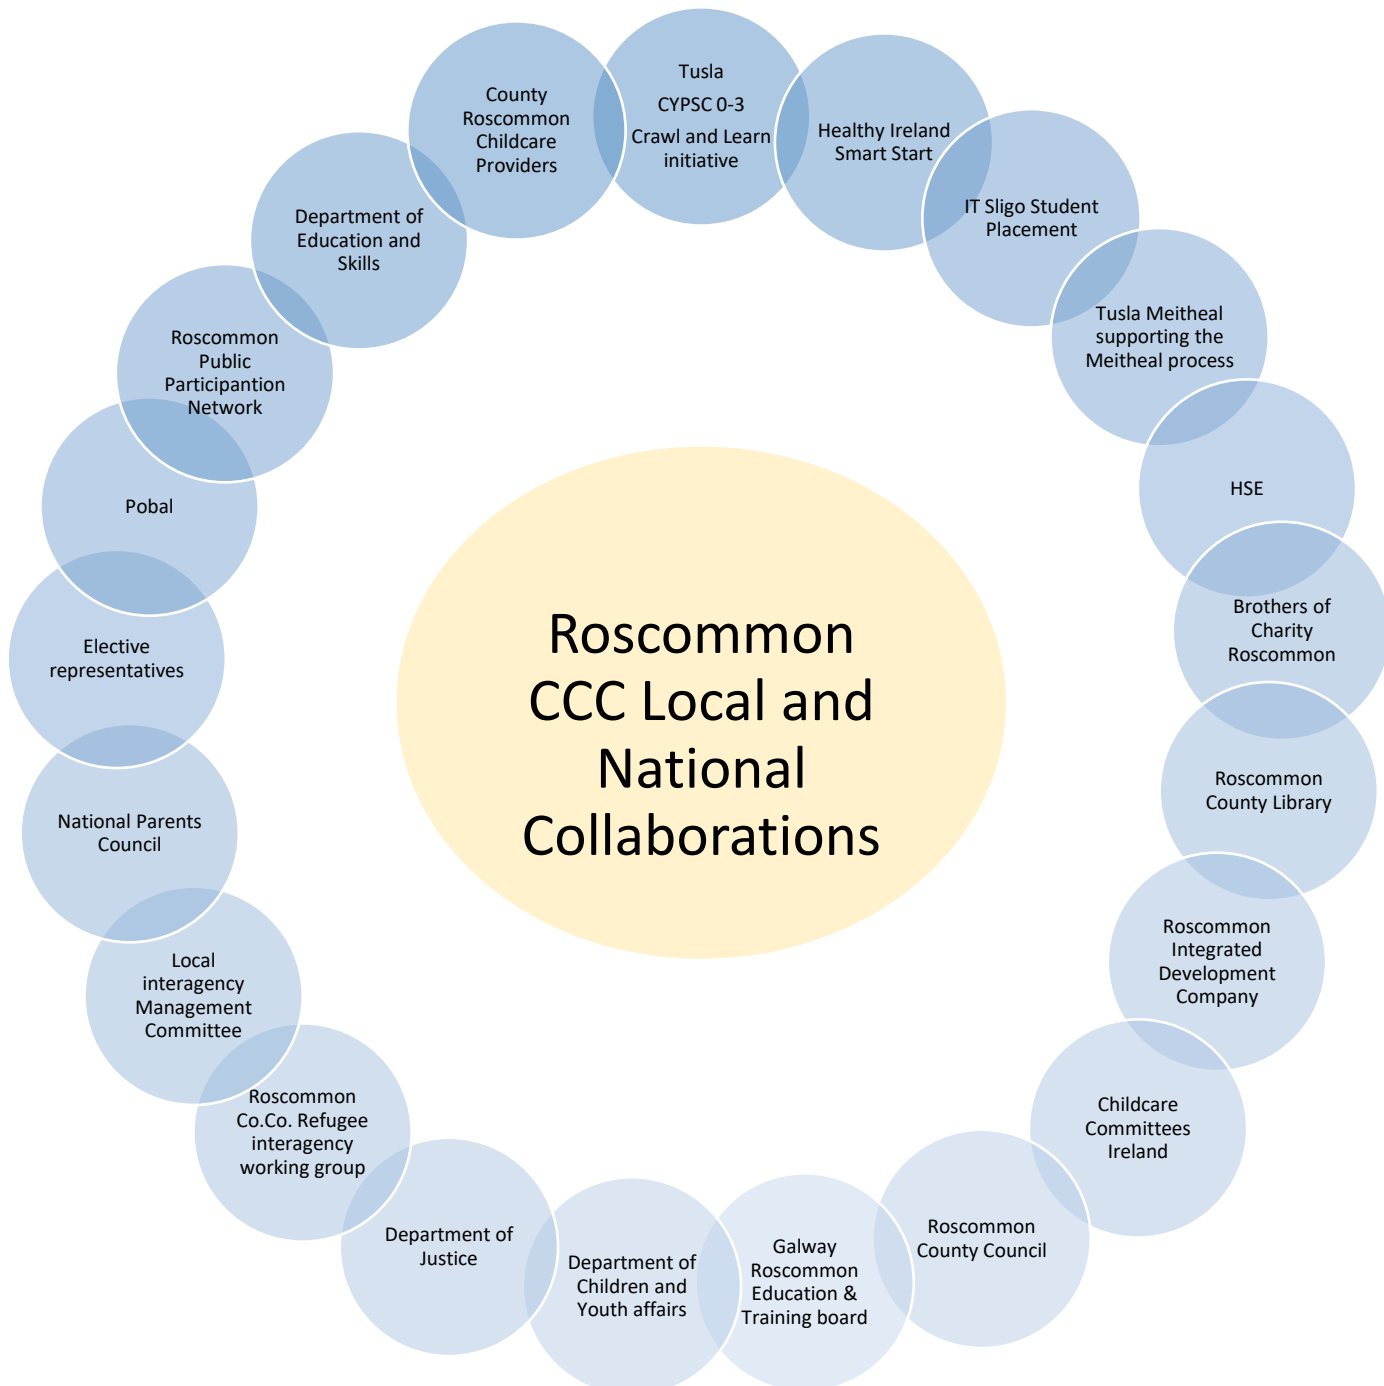 Tusla
CYPSC 0-3
Crawl and Learn
initiative
Healthy Ireland
Smart Start
IT Sligo Student
Placement
Tusla Meitheal
supporting the
Meitheal process
HSE
Brothers of
Charity
Roscommon
Roscommon
County Library
Roscommon
Integrated
Development
Company
Childcare
Committees
Ireland
Roscommon
County Council
Galway
Roscommon
Education &
Training board
Department of
Children and
Youth affairs
Department of
Justice
Roscommon
Co.Co. Refugee
interagency
working group
Local
interagency
Management
Committee
National Parents
Council
Elective
representatives
Pobal
Roscommon
Public
Participantion
Network
Department of
Education and
Skills
County
Roscommon
Childcare
Providers
Roscommon
CCC Local and
National
Collaborations